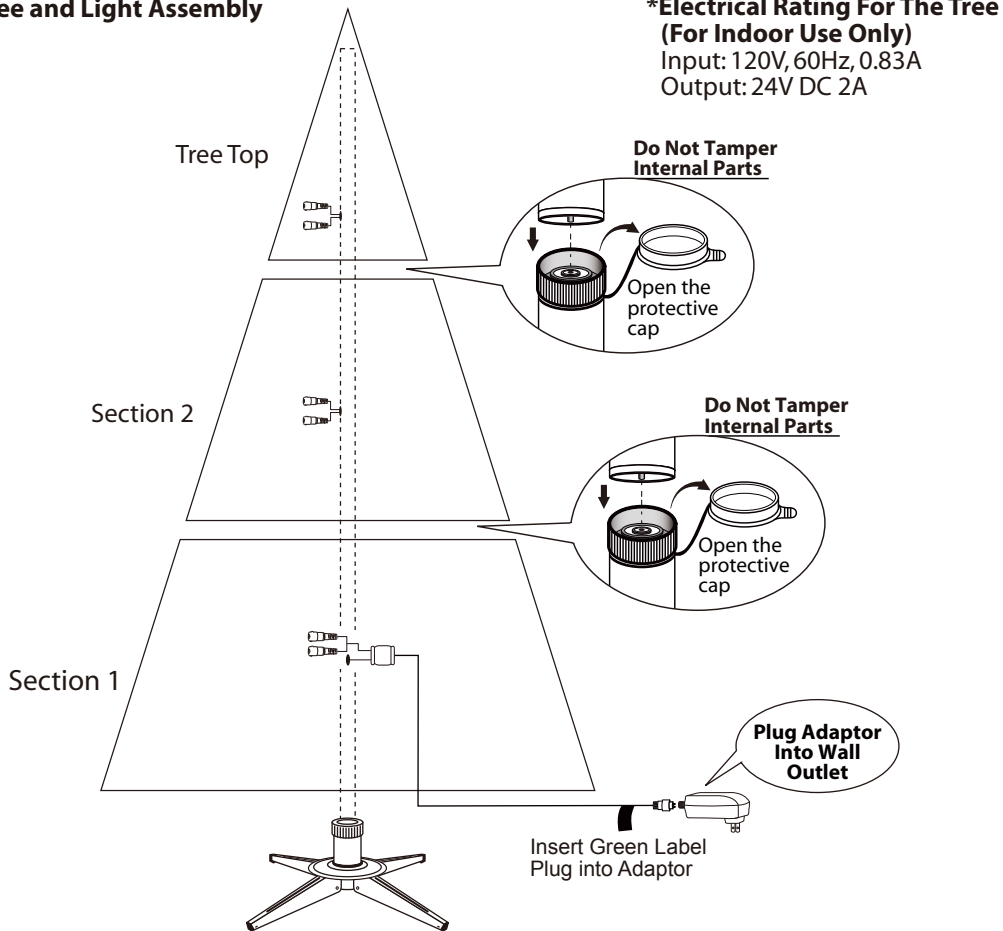 ee and Light Assembly
*Electrical Rating For The Tree
(For Indoor Use Only)
Input: 120V, 60Hz, 0.83A
Output: 24V DC 2A
Tree Top
Do Not Tamper
Internal Parts
Open the
protective
cap
Section 2
Do Not Tamper
Internal Parts
Open the
protective
cap
Section 1
Plug Adaptor
Into Wall
Outlet
Insert Green Label
Plug into Adaptor